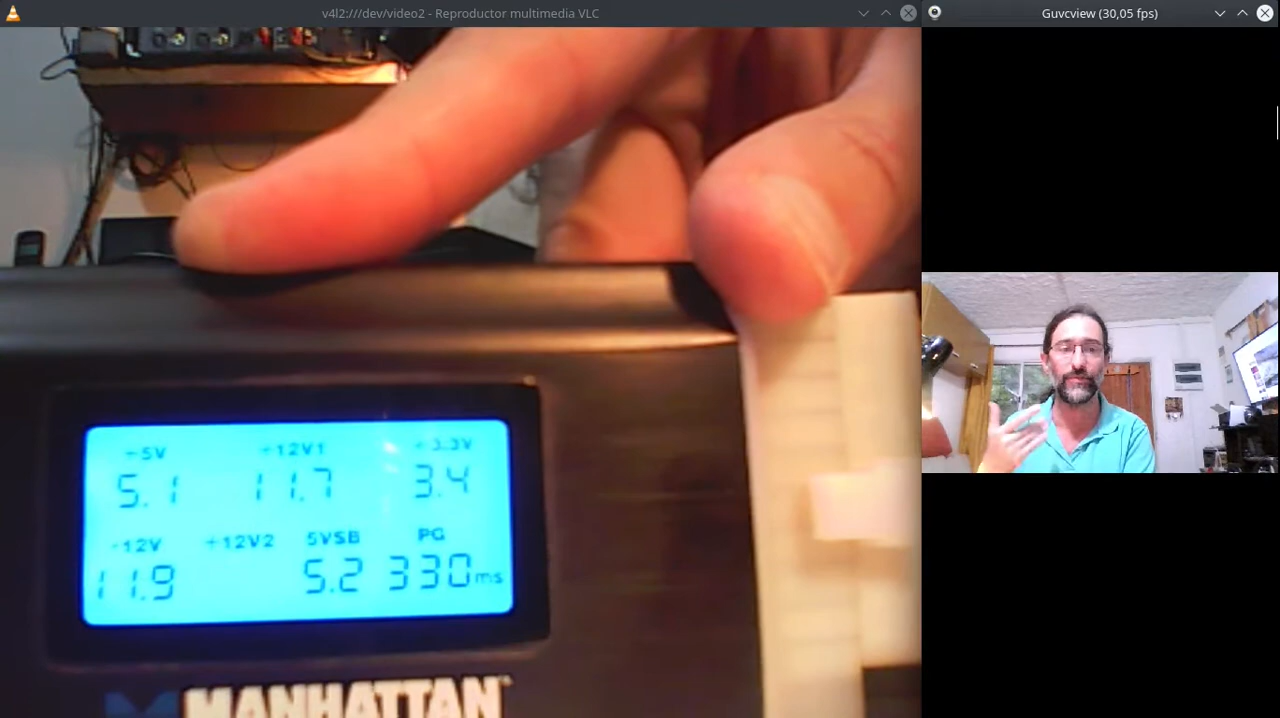 v4l2:///dev/video2 - Reproductor multimedia VLC
Guvcview (30,05 fps)
+5V +12V1 +3.3V
5.1 11.7 3.4
-12V +12V2 5VSB PG
11.9 5.2 330ms
MANHATTAN